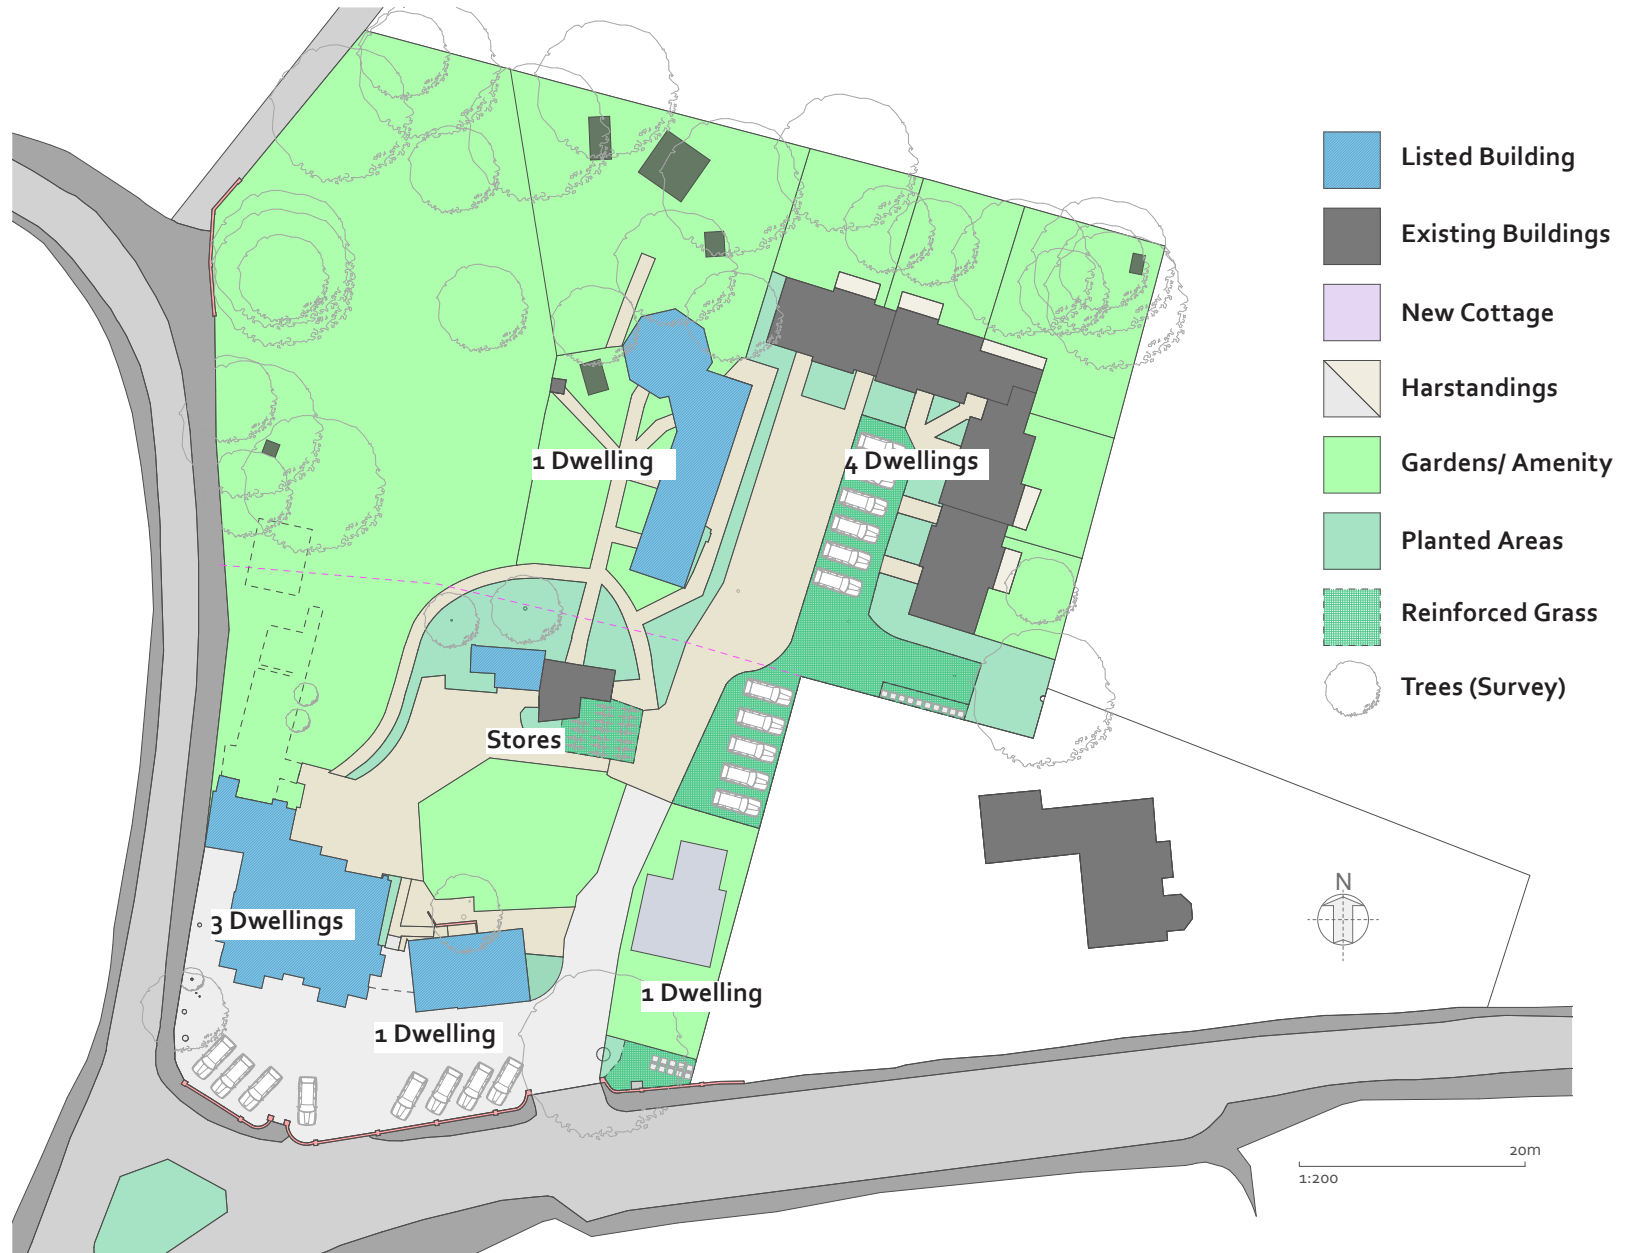 Listed Building
Existing Buildings
New Cottage
Harstandings
Gardens/ Amenity
Planted Areas
Reinforced Grass
Trees (Survey)
1 Dwelling
4 Dwellings
Stores
3 Dwellings
1 Dwelling
1 Dwelling
N
20m
1:200